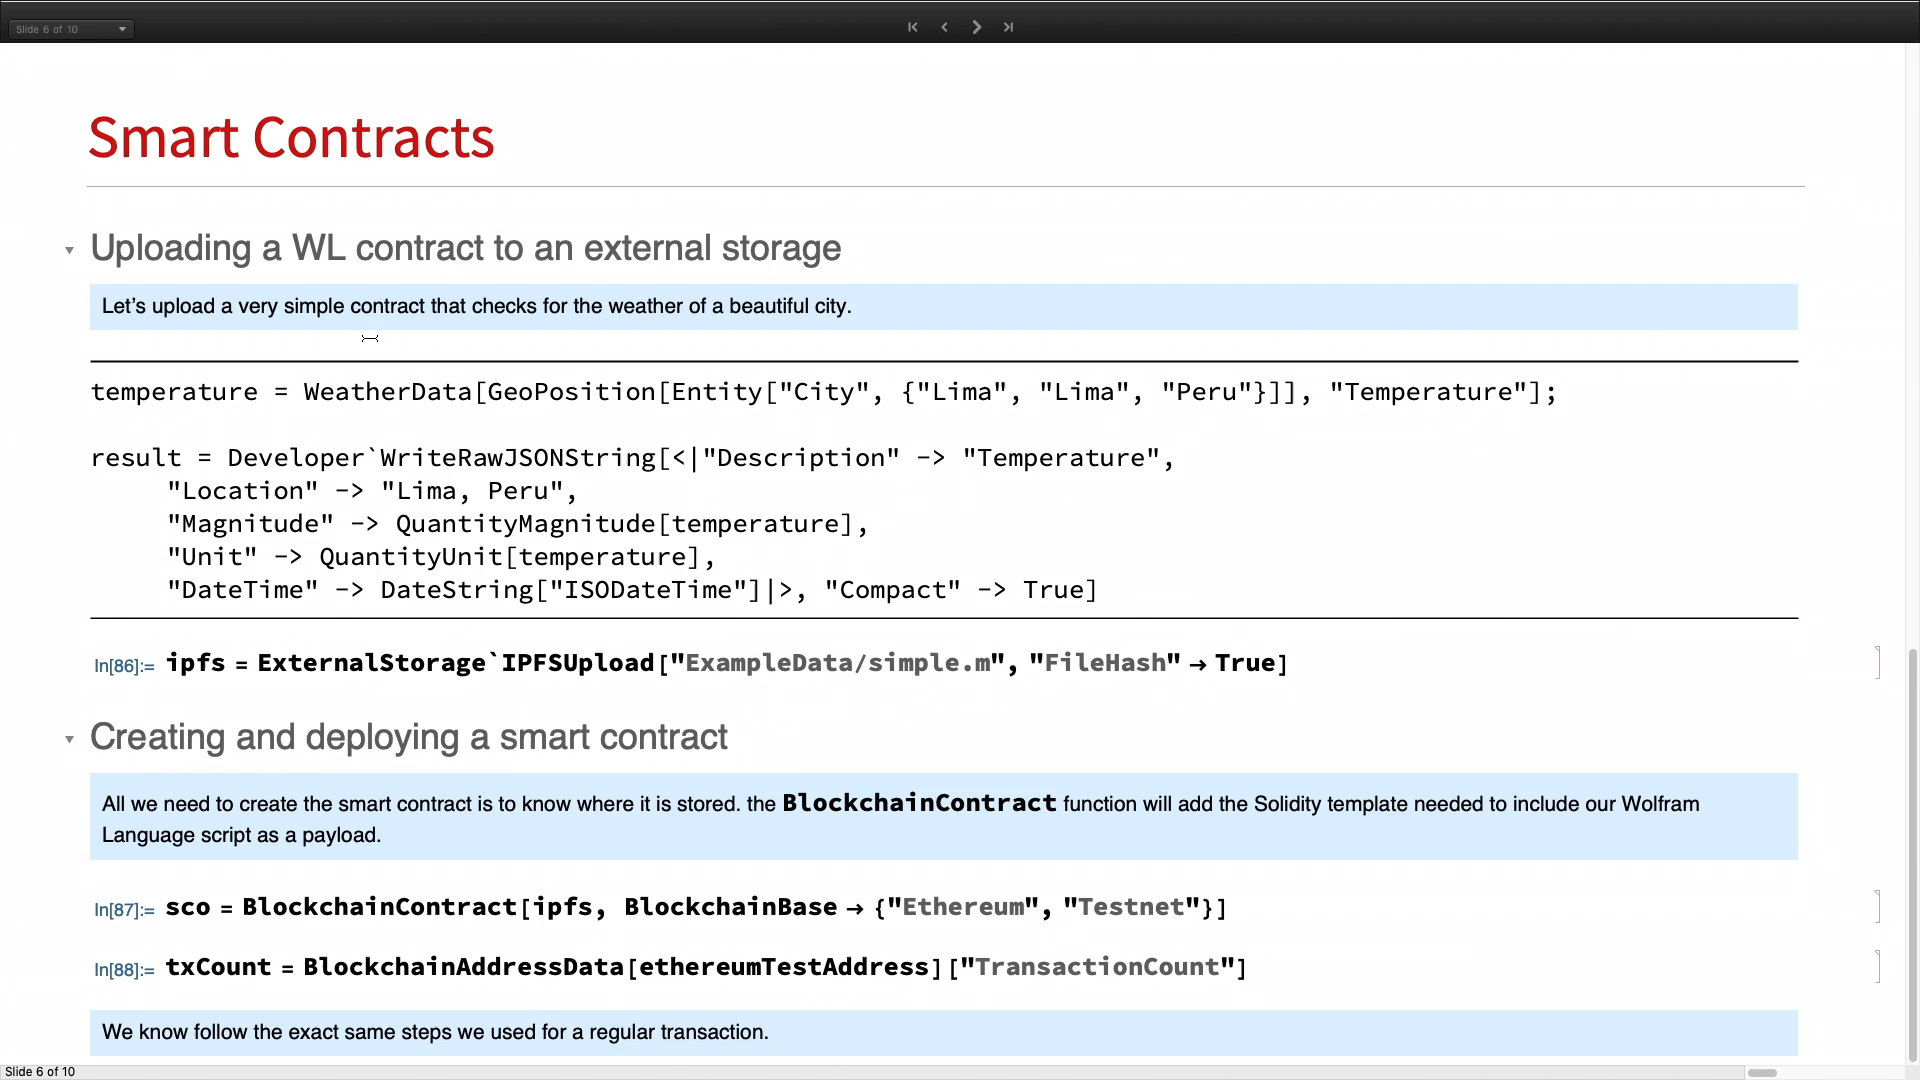 Slide 6 of 10
Smart Contracts
Uploading a WL contract to an external storage
Let’s upload a very simple contract that checks for the weather of a beautiful city.
temperature = WeatherData[GeoPosition[Entity["City", {"Lima", "Lima", "Peru"}]], "Temperature"];
result = Developer`WriteRawJSONString[<|"Description" -> "Temperature",
"Location" -> "Lima, Peru",
"Magnitude" -> QuantityMagnitude[temperature],
"Unit" -> QuantityUnit[temperature],
"DateTime" -> DateString["ISODateTime"]|>, "Compact" -> True]
In[86]:= ipfs = ExternalStorage`IPFSUpload["ExampleData/simple.m", "FileHash" → True]
Creating and deploying a smart contract
All we need to create the smart contract is to know where it is stored. the BlockchainContract function will add the Solidity template needed to include our Wolfram
Language script as a payload.
In[87]:= sco = BlockchainContract[ipfs, BlockchainBase → {"Ethereum", "Testnet"}]
In[88]:= txCount = BlockchainAddressData[ethereumTestAddress]["TransactionCount"]
We know follow the exact same steps we used for a regular transaction.
Slide 6 of 10